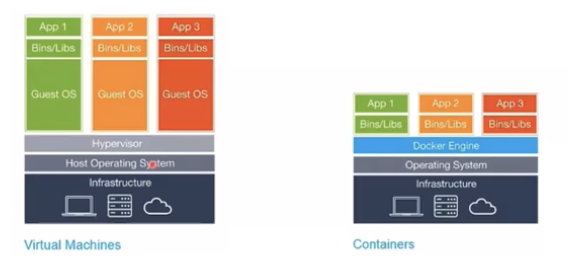 App 1 App 2 App 3
Bins/Libs Bins/Libs Bins/Libs
Guest OS Guest OS Guest OS
Hypervisor
Host Operating System
Infrastructure
Virtual Machines
App 1 App 2 App 3
Bins/Libs Bins/Libs Bins/Libs
Docker Engine
Operating System
Infrastructure
Containers